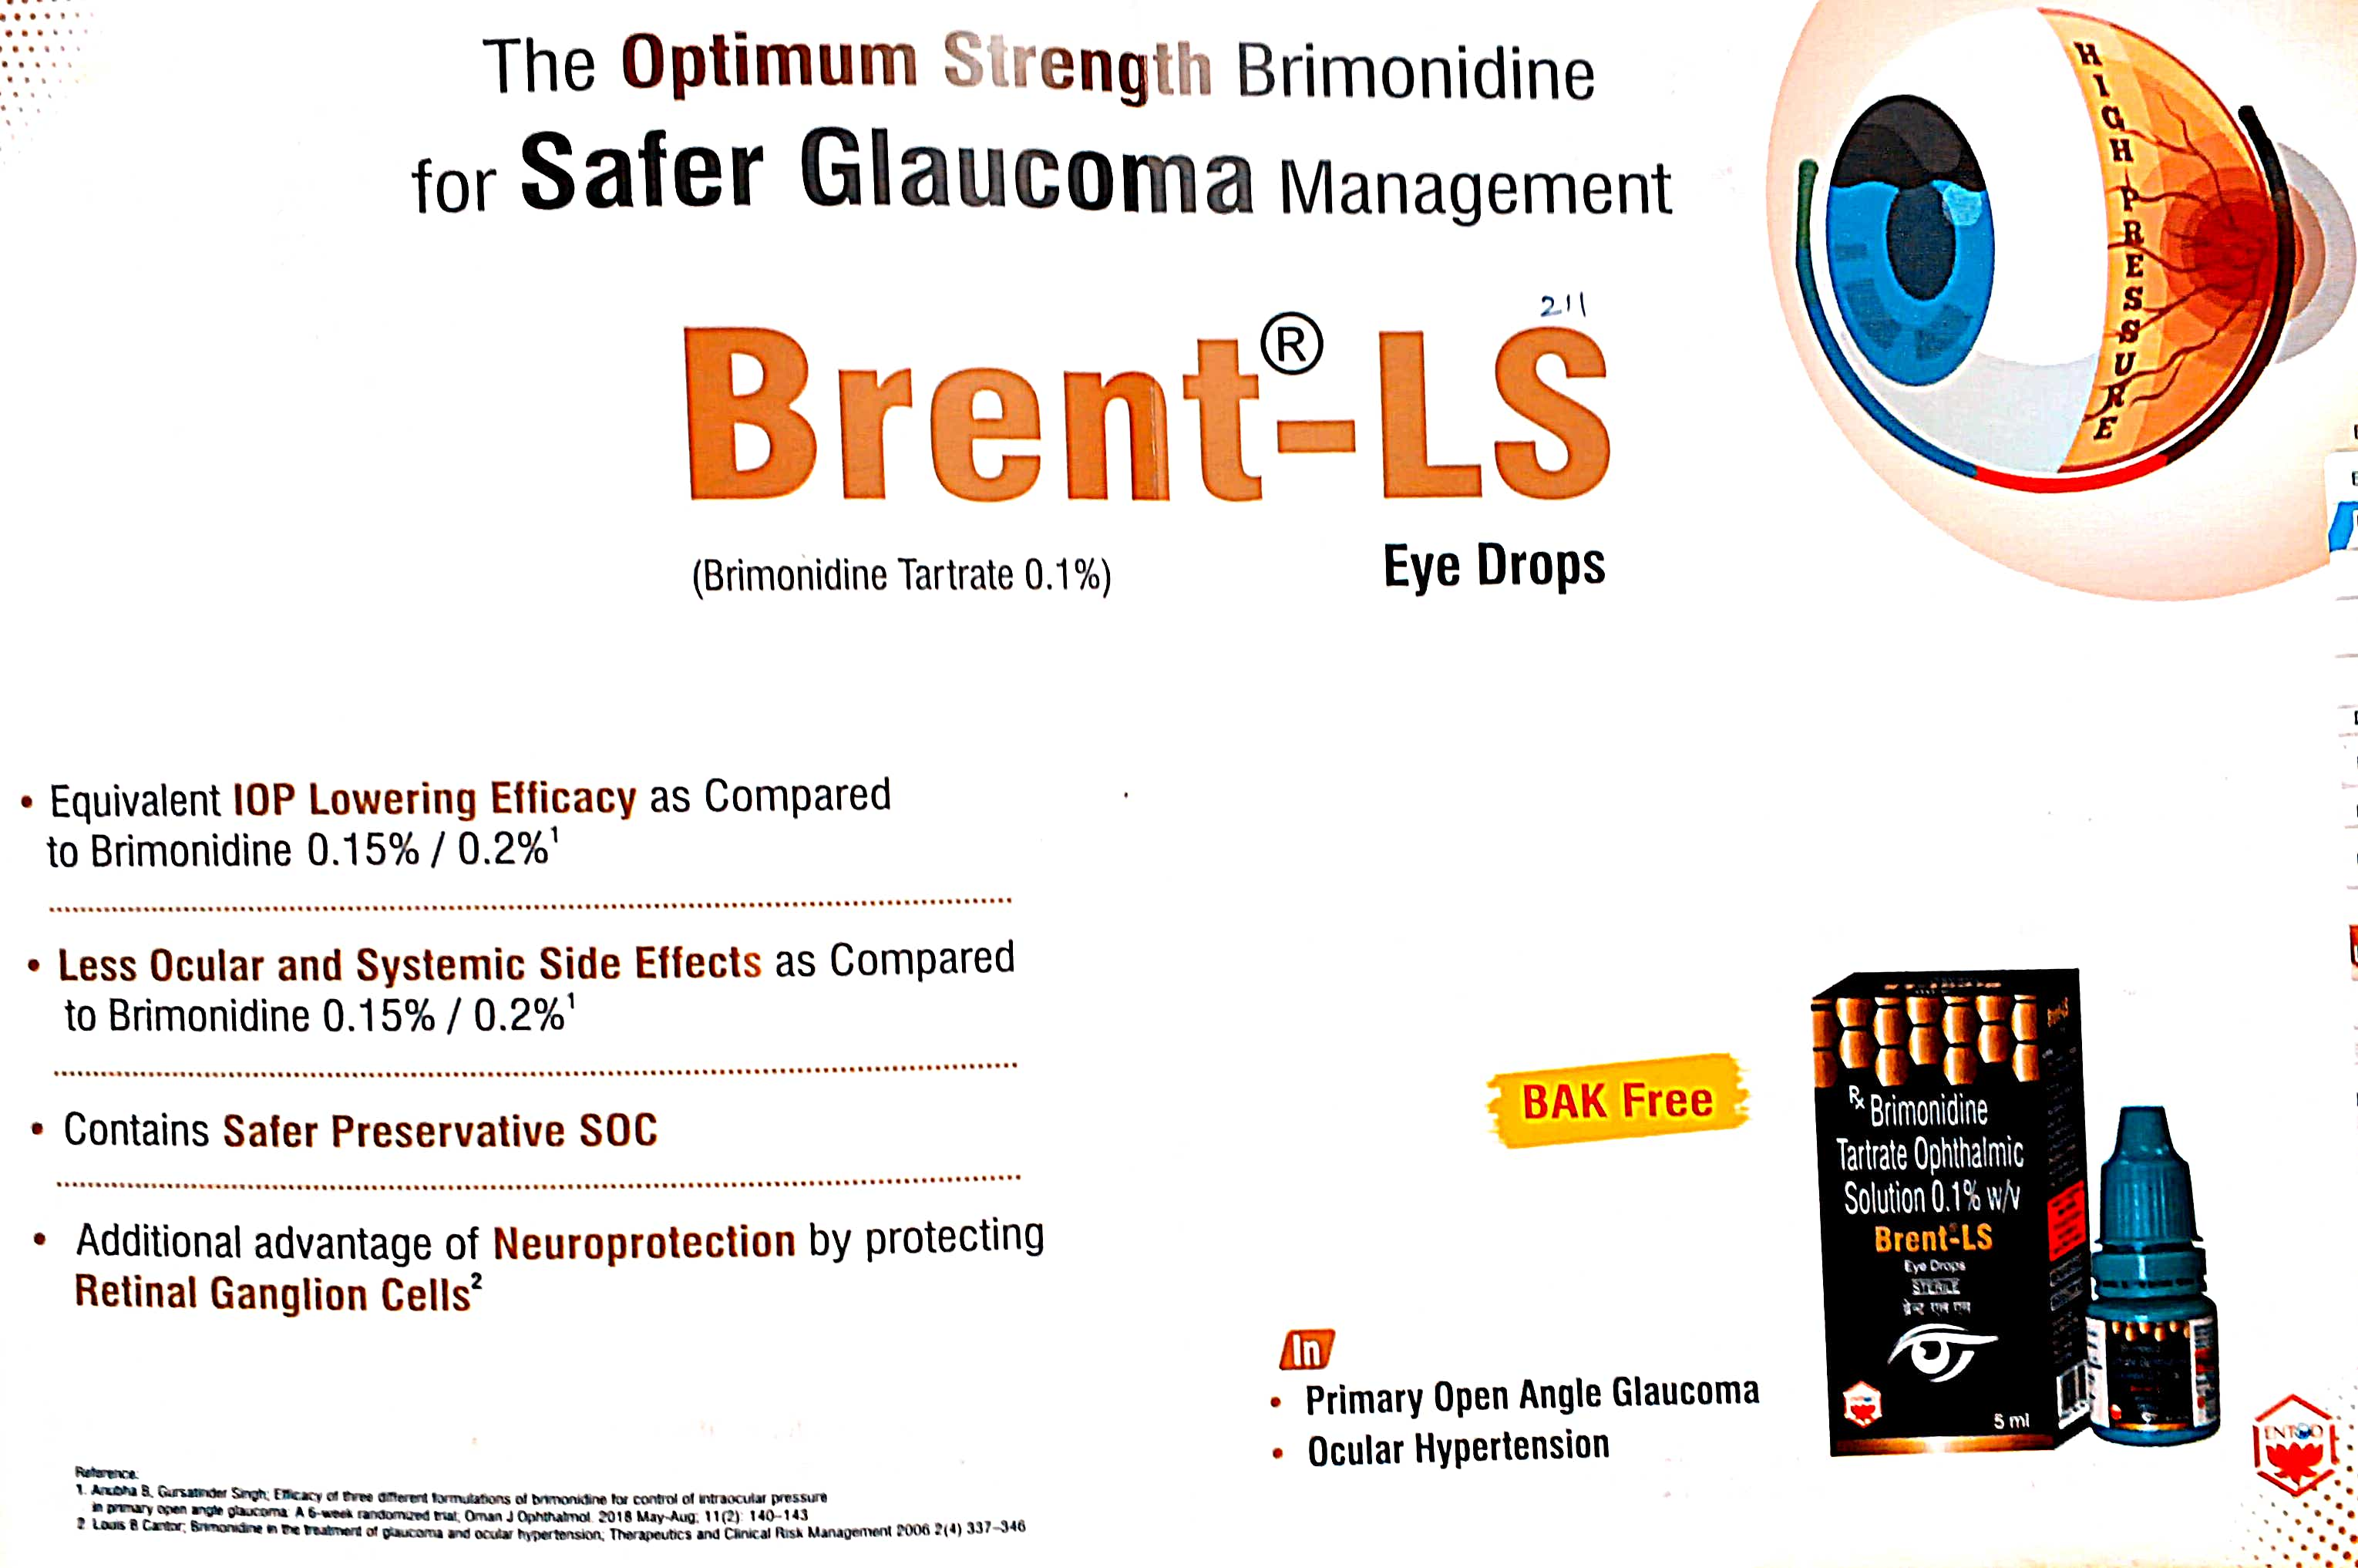 The Optimum Strength Brimonidine
for Safer Glaucoma Management
HIGH PRESSURE
211
Brent®-LS
(Brimonidine Tartrate 0.1%)
Eye Drops
• Equivalent IOP Lowering Efficacy as Compared
to Brimonidine 0.15% / 0.2%¹
• Less Ocular and Systemic Side Effects as Compared
to Brimonidine 0.15% / 0.2%¹
• Contains Safer Preservative SOC
• Additional advantage of Neuroprotection by protecting
Retinal Ganglion Cells²
BAK Free
Rx Brimonidine
Tartrate Ophthalmic
Solution 0.1% w/v
Brent®-LS
Eye Drops
STERILE
ब्रेन्ट एल एस
5 ml
In
• Primary Open Angle Glaucoma
• Ocular Hypertension
ENTOD
Reference:
1. Anubha B, Gursatinder Singh; Efficacy of three different formulations of brimonidine for control of intraocular pressure
in primary open angle glaucoma: A 6-week randomized trial; Oman J Ophthalmol. 2018 May-Aug; 11(2): 140-143
2. Louis B Cantor; Brimonidine in the treatment of glaucoma and ocular hypertension; Therapeutics and Clinical Risk Management 2006 2(4) 337-346